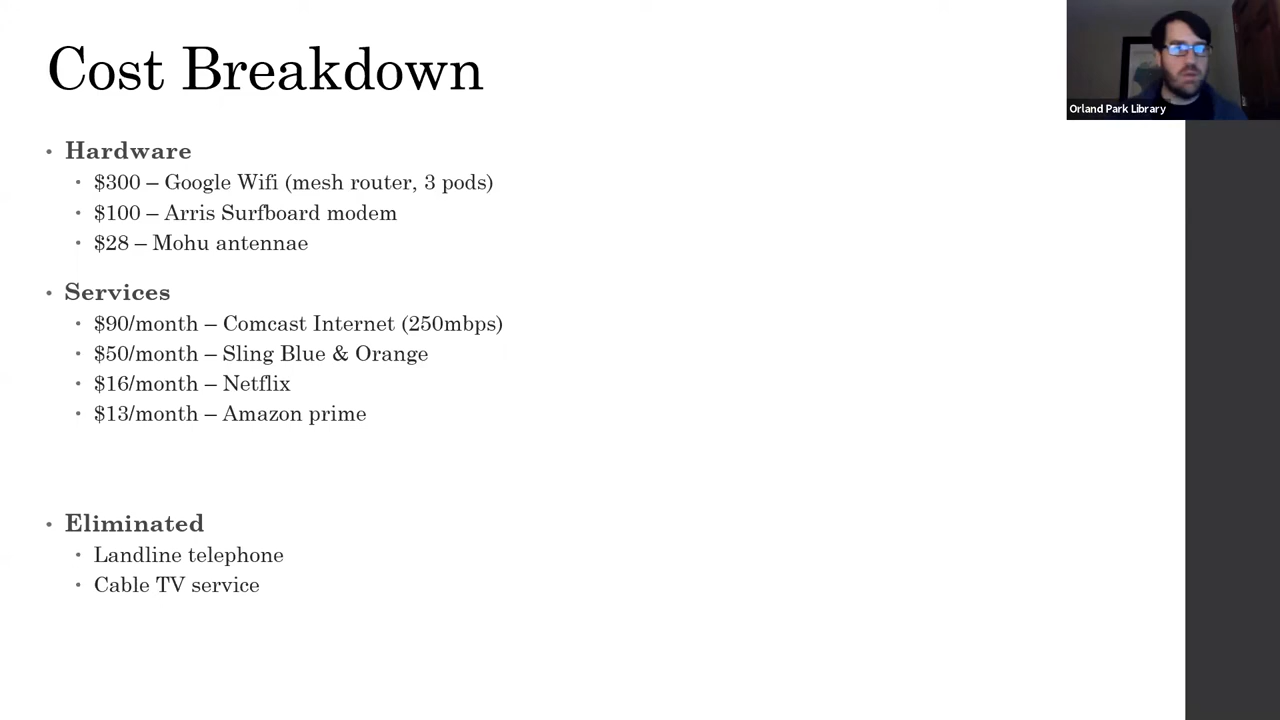 Cost Breakdown
Orland Park Library
• Hardware
• $300 – Google Wifi (mesh router, 3 pods)
• $100 – Arris Surfboard modem
• $28 – Mohu antennae
• Services
• $90/month – Comcast Internet (250mbps)
• $50/month – Sling Blue & Orange
• $16/month – Netflix
• $13/month – Amazon prime
• Eliminated
• Landline telephone
• Cable TV service